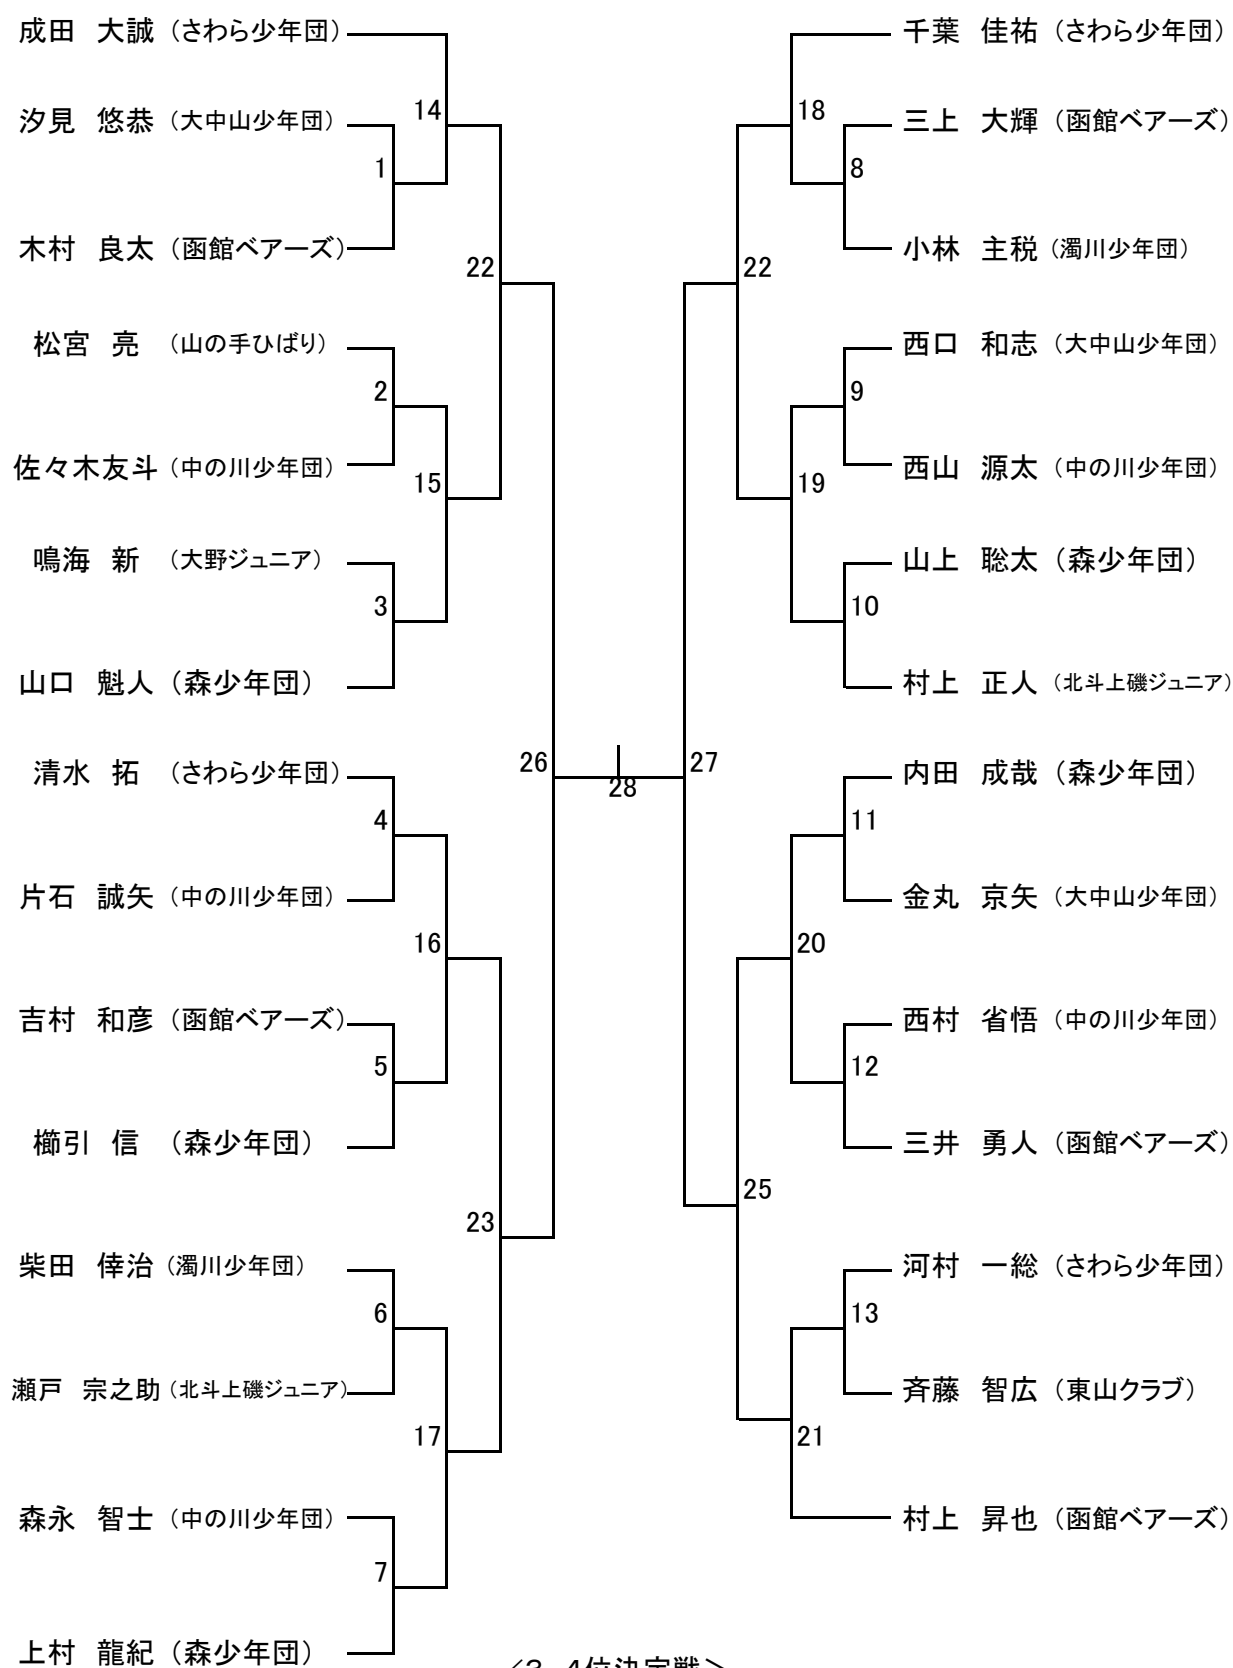 成田 大誠 (さわら少年団)
14
汐見 悠恭 (大中山少年団)
1
木村 良太 (函館ベアーズ)
22
松宮 亮 (山の手ひばり)
2
佐々木友斗 (中の川少年団)
15
鳴海 新 (大野ジュニア)
3
山口 魁人 (森少年団)
26
清水 拓 (さわら少年団)
4
片石 誠矢 (中の川少年団)
16
吉村 和彦 (函館ベアーズ)
5
櫛引 信 (森少年団)
23
柴田 倖治 (濁川少年団)
6
瀬戸 宗之助 (北斗上磯ジュニア)
17
森永 智士 (中の川少年団)
7
上村 龍紀 (森少年団)
28
千葉 佳祐 (さわら少年団)
18
三上 大輝 (函館ベアーズ)
8
小林 主税 (濁川少年団)
22
西口 和志 (大中山少年団)
9
西山 源太 (中の川少年団)
19
山上 聡太 (森少年団)
10
村上 正人 (北斗上磯ジュニア)
27
内田 成哉 (森少年団)
11
金丸 京矢 (大中山少年団)
20
西村 省悟 (中の川少年団)
12
三井 勇人 (函館ベアーズ)
25
河村 一総 (さわら少年団)
13
斉藤 智広 (東山クラブ)
21
村上 昇也 (函館ベアーズ)
<3、4位決定戦>